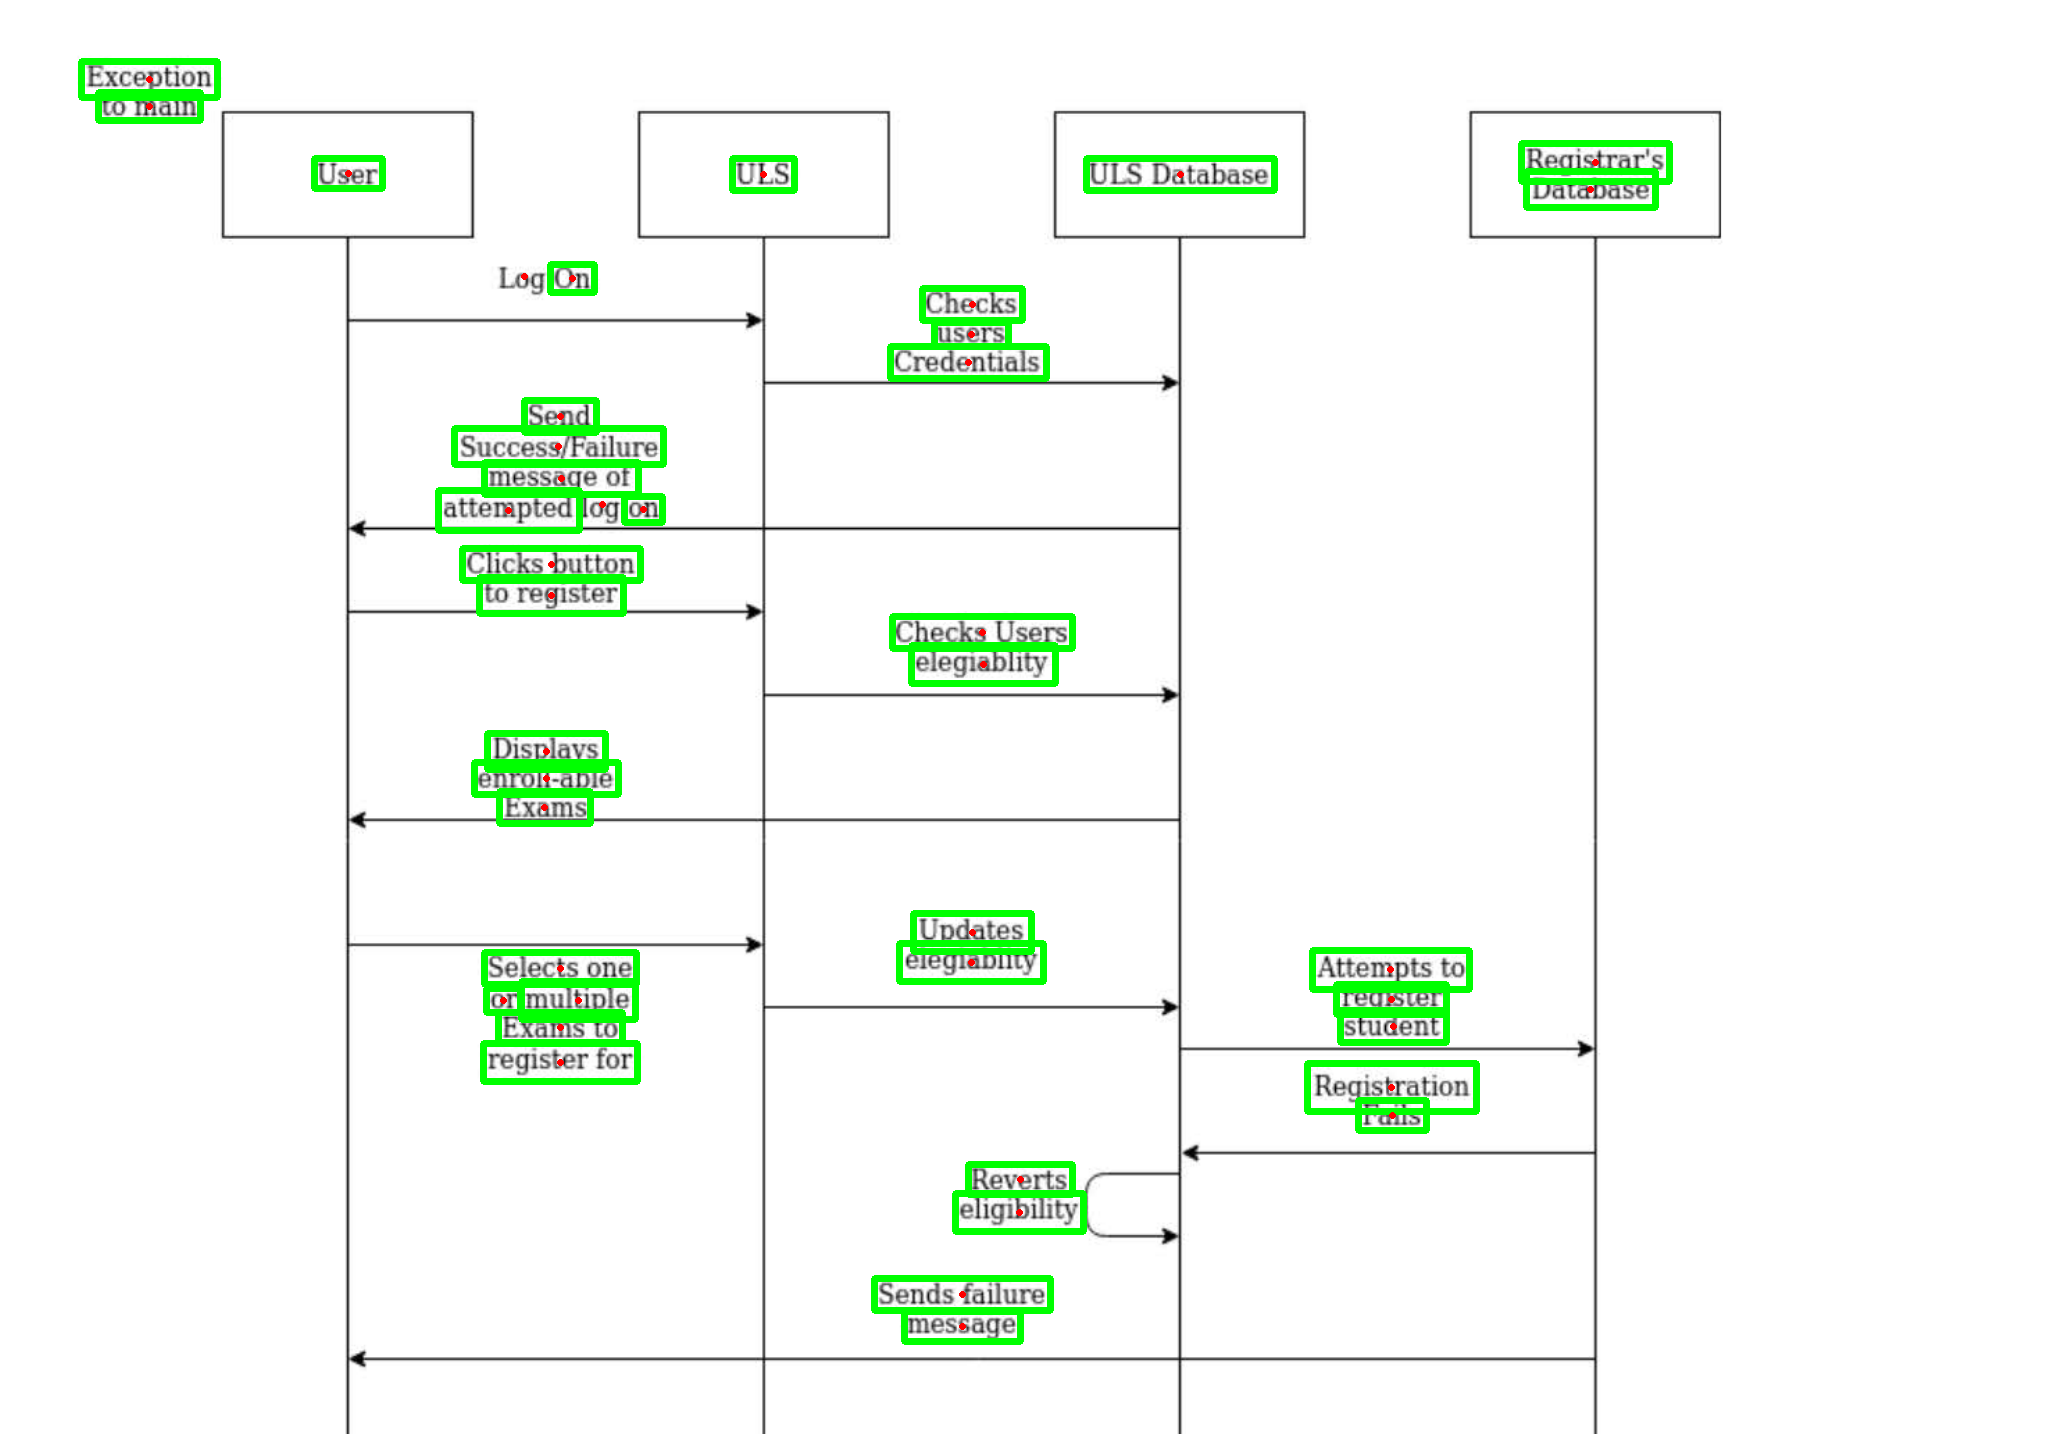 Exception
to main
User
ULS
ULS Database
Registrar's
Database
Log On
Checks
users
Credentials
Send
Success/Failure
message of
attempted log on
Clicks button
to register
Checks Users
elegiablity
Displays
enroll-able
Exams
Updates
elegiablity
Selects one
or multiple
Exams to
register for
Attempts to
register
student
Registration
Fails
Reverts
eligibility
Sends failure
message